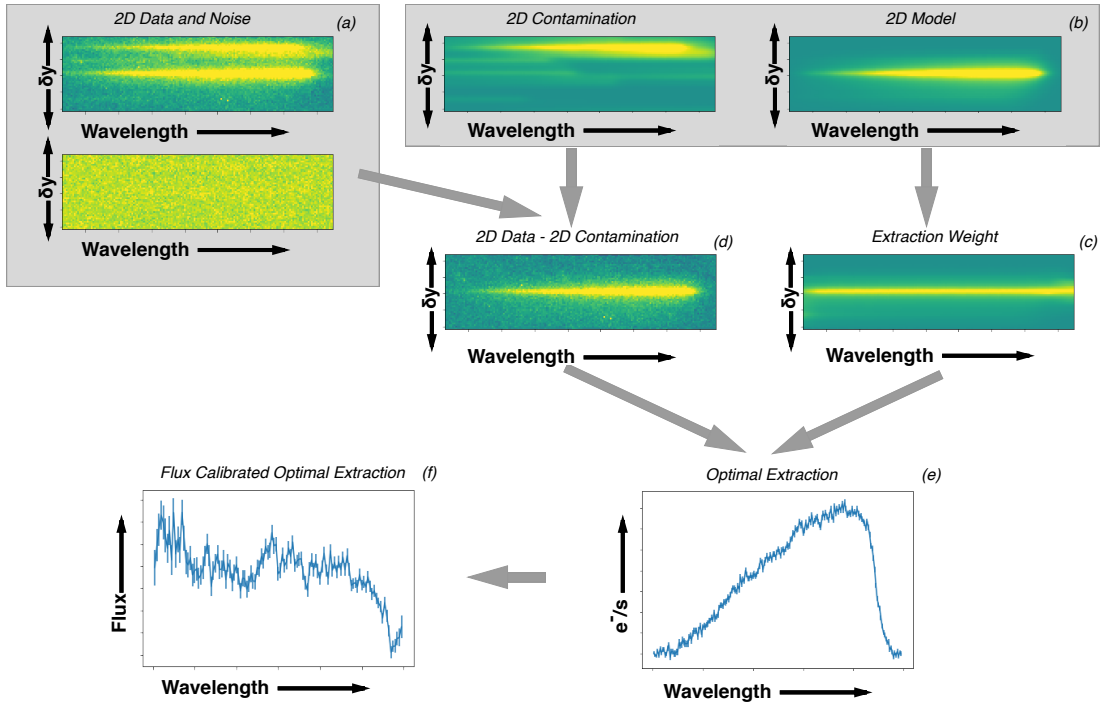 2D Data and Noise
(a)
δy
Wavelength
δy
Wavelength
2D Contamination
2D Model
(b)
δy
Wavelength
δy
Wavelength
2D Data - 2D Contamination
(d)
δy
Wavelength
Extraction Weight
(c)
δy
Wavelength
Flux Calibrated Optimal Extraction
(f)
Flux
Wavelength
Optimal Extraction
(e)
e⁻/s
Wavelength